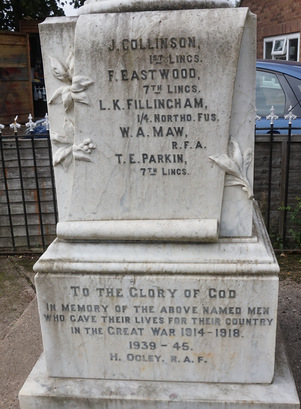 J. COLLINSON,
1ST LINCS.
F. EASTWOOD,
7TH LINCS.
L.K. FILLINGHAM,
1/4 NORTHD. FUS.
W.A. MAW,
R.F.A.
T.E. PARKIN,
7TH LINCS.
TO THE GLORY OF GOD
IN MEMORY OF THE ABOVE NAMED MEN
WHO GAVE THEIR LIVES FOR THEIR COUNTRY
IN THE GREAT WAR 1914-1918.
1939 - 45.
H. OGLEY, R.A.F.